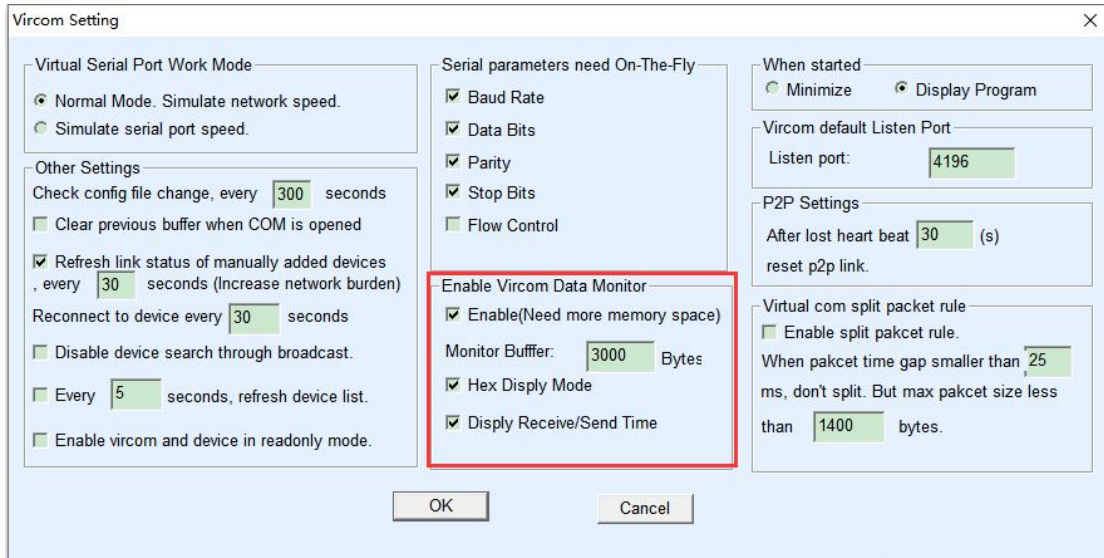 Vircom Setting
Virtual Serial Port Work Mode
Normal Mode. Simulate network speed.
Simulate serial port speed.
Other Settings
Check config file change, every 300 seconds
Clear previous buffer when COM is opened
Refresh link status of manually added devices
, every 30 seconds (Increase network burden)
Reconnect to device every 30 seconds
Disable device search through broadcast.
Every 5 seconds, refresh device list.
Enable vircom and device in readonly mode.
Serial parameters need On-The-Fly
Baud Rate
Data Bits
Parity
Stop Bits
Flow Control
Enable Vircom Data Monitor
Enable(Need more memory space)
Monitor Bufffer: 3000 Bytes
Hex Disply Mode
Disply Receive/Send Time
When started
Minimize Display Program
Vircom default Listen Port
Listen port: 4196
P2P Settings
After lost heart beat 30 (s)
reset p2p link.
Virtual com split packet rule
Enable split pakcet rule.
When pakcet time gap smaller than 25
ms, don't split. But max pakcet size less
than 1400 bytes.
OK Cancel